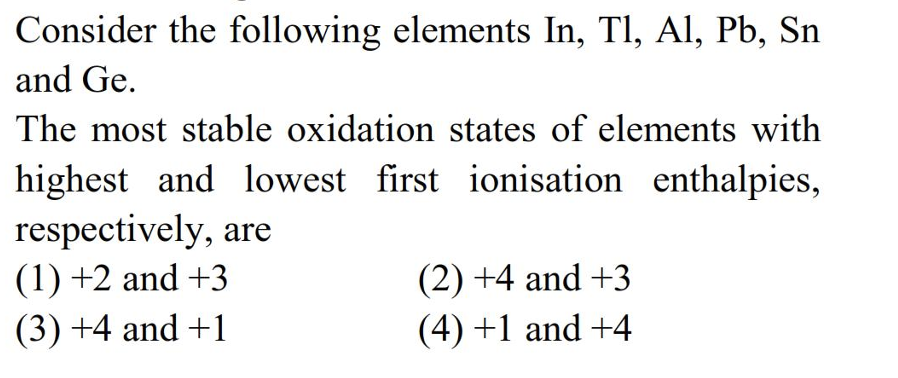 Consider the following elements In, Tl, Al, Pb, Sn
and Ge.
The most stable oxidation states of elements with
highest and lowest first ionisation enthalpies,
respectively, are
(1) +2 and +3 (2) +4 and +3
(3) +4 and +1 (4) +1 and +4